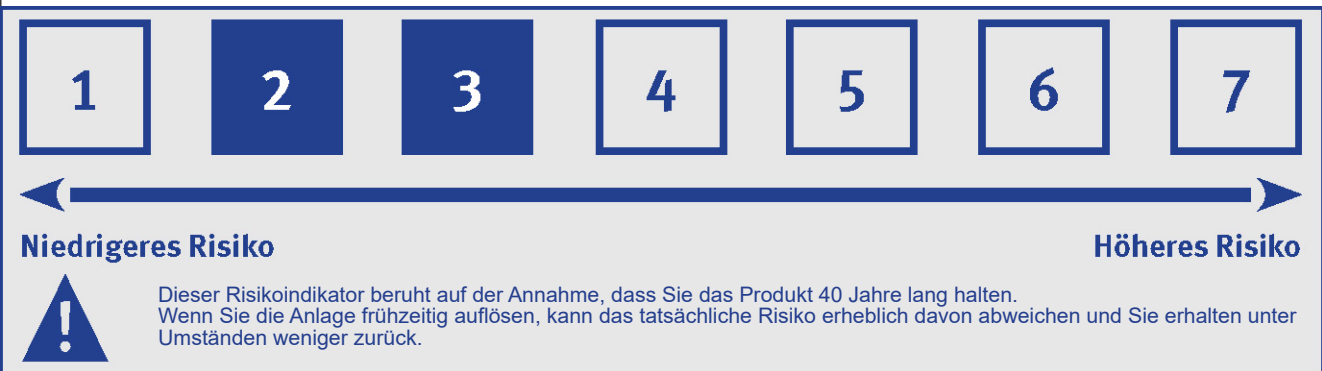 1 2 3 4 5 6 7
Niedrigeres Risiko Höheres Risiko
Dieser Risikoindikator beruht auf der Annahme, dass Sie das Produkt 40 Jahre lang halten.
Wenn Sie die Anlage frühzeitig auflösen, kann das tatsächliche Risiko erheblich davon abweichen und Sie erhalten unter
Umständen weniger zurück.